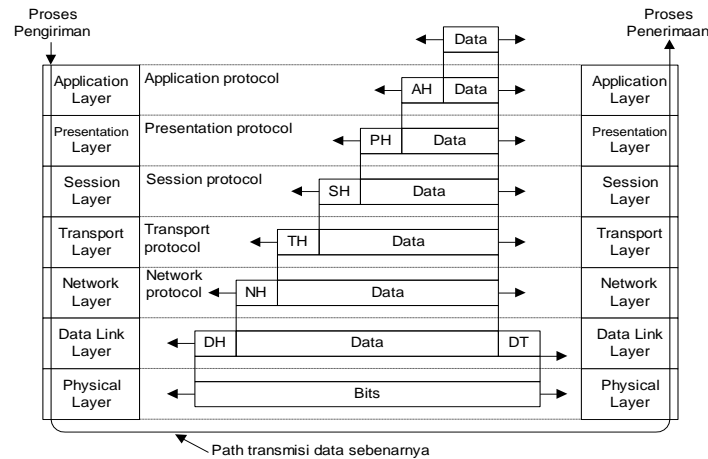 Proses
Pengiriman
Proses
Penerimaan
Data
Application
Layer
Application protocol
AH
Data
Application
Layer
Presentation
Layer
Presentation protocol
PH
Data
Presentation
Layer
Session
Layer
Session protocol
SH
Data
Session
Layer
Transport
Layer
Transport
protocol
TH
Data
Transport
Layer
Network
Layer
Network
protocol
NH
Data
Network
Layer
Data Link
Layer
DH
Data
DT
Data Link
Layer
Physical
Layer
Bits
Physical
Layer
Path transmisi data sebenarnya